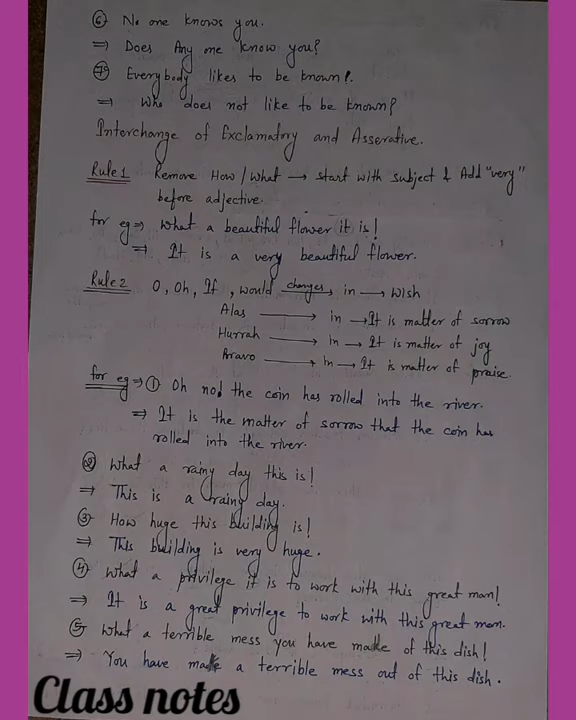 ⑥ No one knows you.
⇒ Does Any one know you?
⑦ Everybody likes to be known!.
⇒ Who does not like to be known?
Interchange of Exclamatory and Asserative.
Rule 1 Remove How / What → start with subject & Add "very"
before adjective.
for eg ⇒ What a beautiful flower it is!
⇒ It is a very beautiful flower.
Rule 2 O, Oh, If, would changes in → Wish
Alas → in → It is matter of sorrow
Hurrah → in → It is matter of joy
Bravo → in → It is matter of praise
for eg ⇒ ① Oh no! the coin has rolled into the river.
⇒ It is the matter of sorrow that the coin has
rolled into the river.
② What a rainy day this is!
⇒ This is a rainy day.
③ How huge this building is!
⇒ This building is very huge.
④ What a privilege it is to work with this great man!
⇒ It is a great privilege to work with this great man.
⑤ What a terrible mess you have made of this dish!
⇒ You have made a terrible mess out of this dish.
Class notes